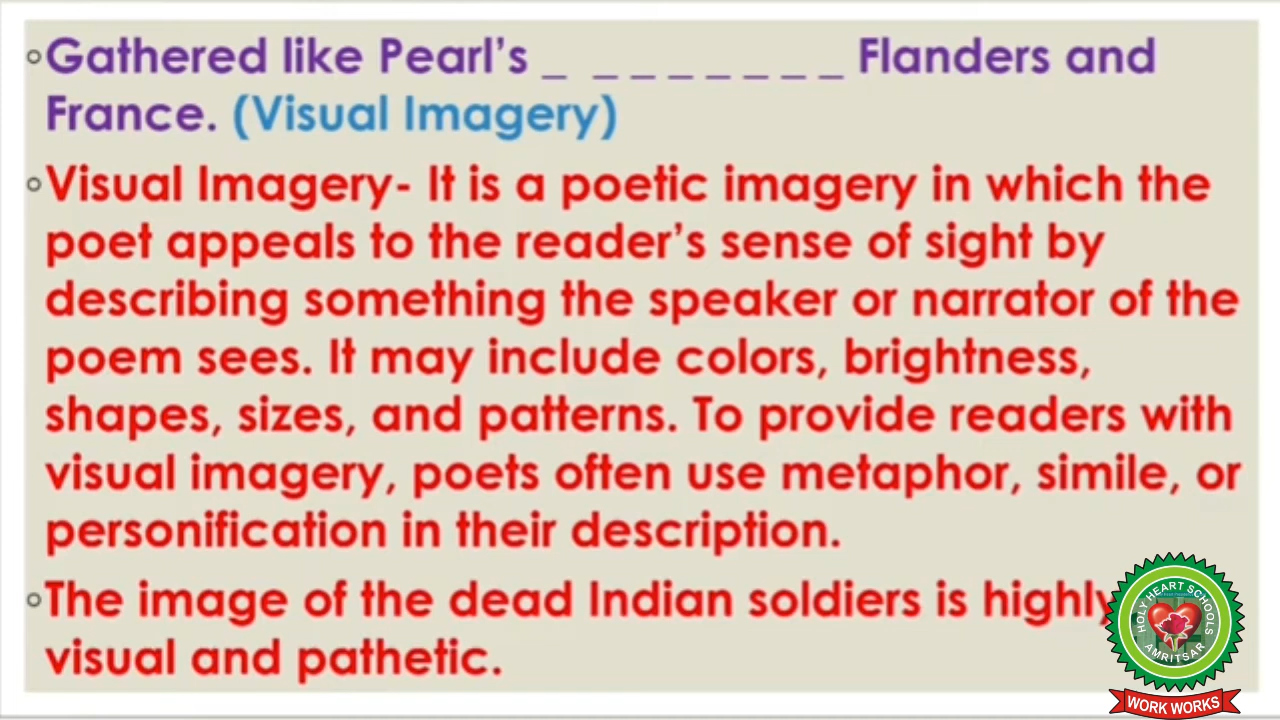 ◦Gathered like Pearl’s _ _ _ _ _ _ _ _ Flanders and
France. (Visual Imagery)
◦Visual Imagery- It is a poetic imagery in which the
poet appeals to the reader’s sense of sight by
describing something the speaker or narrator of the
poem sees. It may include colors, brightness,
shapes, sizes, and patterns. To provide readers with
visual imagery, poets often use metaphor, simile, or
personification in their description.
◦The image of the dead Indian soldiers is highly
visual and pathetic.
HOLY HEART SCHOOLS
AMRITSAR
WORK WORKS